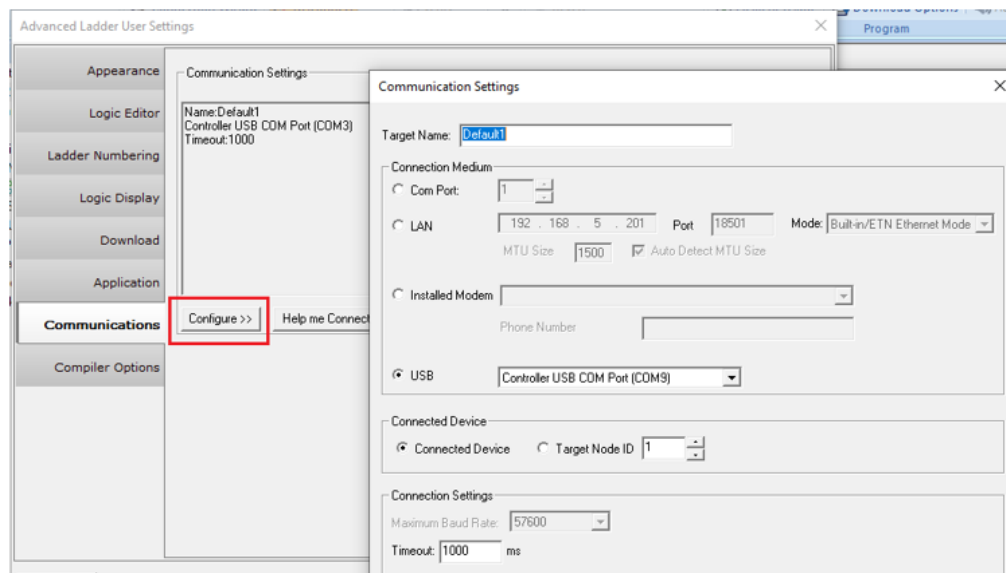 Download Options
Advanced Ladder User Settings
Program
Appearance
Logic Editor
Ladder Numbering
Logic Display
Download
Application
Communications
Compiler Options
Communication Settings
Name:Default1
Controller USB COM Port (COM3)
Timeout:1000
Configure >>
Help me Connect
Communication Settings
Target Name: Default1
Connection Medium
Com Port: 1
LAN 192 . 168 . 5 . 201 Port 18501 Mode: Built-in/ETN Ethernet Mode
MTU Size 1500 Auto Detect MTU Size
Installed Modem
Phone Number
USB Controller USB COM Port (COM9)
Connected Device
Connected Device Target Node ID 1
Connection Settings
Maximum Baud Rate: 57600
Timeout: 1000 ms